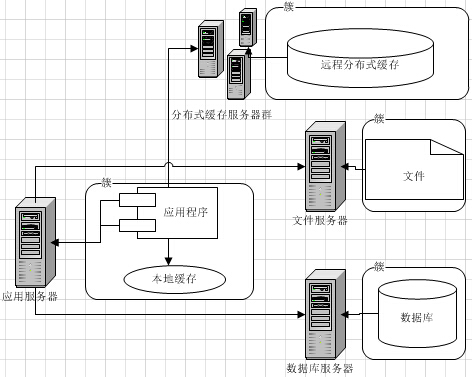 簇
远程分布式缓存
分布式缓存服务器群
簇
文件
文件服务器
簇
应用程序
本地缓存
应用服务器
簇
数据库
数据库服务器